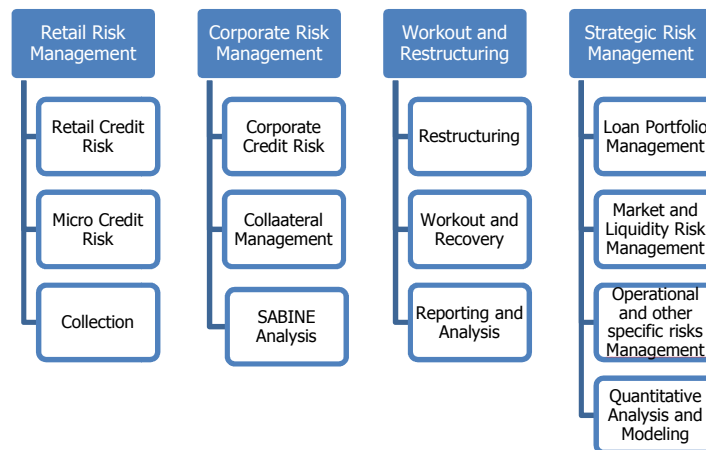 Retail Risk
Management
Retail Credit
Risk
Micro Credit
Risk
Collection
Corporate Risk
Management
Corporate
Credit Risk
Collaateral
Management
SABINE
Analysis
Workout and
Restructuring
Restructuring
Workout and
Recovery
Reporting and
Analysis
Strategic Risk
Management
Loan Portfolio
Management
Market and
Liquidity Risk
Management
Operational
and other
specific risks
Management
Quantitative
Analysis and
Modeling